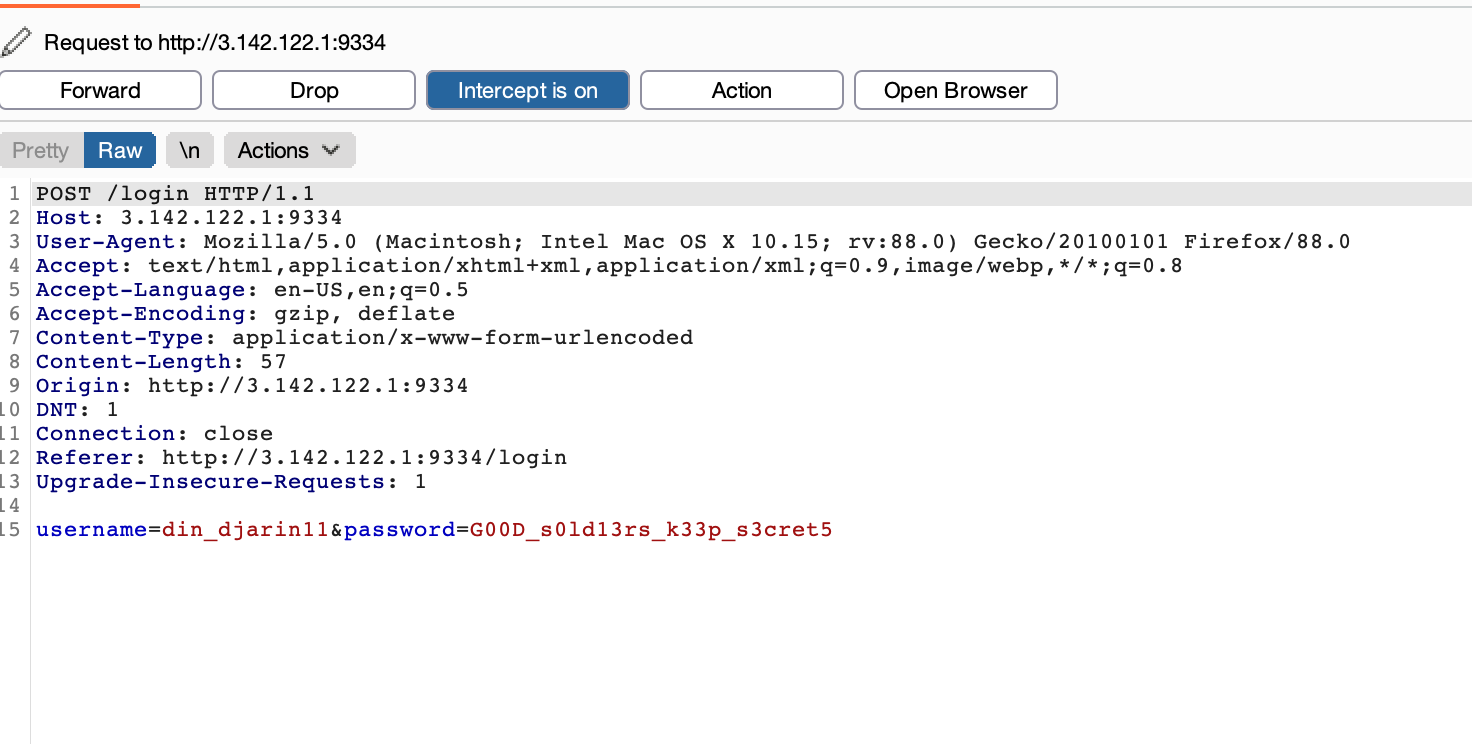 Request to http://3.142.122.1:9334
Forward Drop Intercept is on Action Open Browser
Pretty Raw \n Actions
1 POST /login HTTP/1.1
2 Host: 3.142.122.1:9334
3 User-Agent: Mozilla/5.0 (Macintosh; Intel Mac OS X 10.15; rv:88.0) Gecko/20100101 Firefox/88.0
4 Accept: text/html,application/xhtml+xml,application/xml;q=0.9,image/webp,*/*;q=0.8
5 Accept-Language: en-US,en;q=0.5
6 Accept-Encoding: gzip, deflate
7 Content-Type: application/x-www-form-urlencoded
8 Content-Length: 57
9 Origin: http://3.142.122.1:9334
10 DNT: 1
11 Connection: close
12 Referer: http://3.142.122.1:9334/login
13 Upgrade-Insecure-Requests: 1
14
15 username=din_djarin11&password=G00D_s0ld13rs_k33p_s3cret5